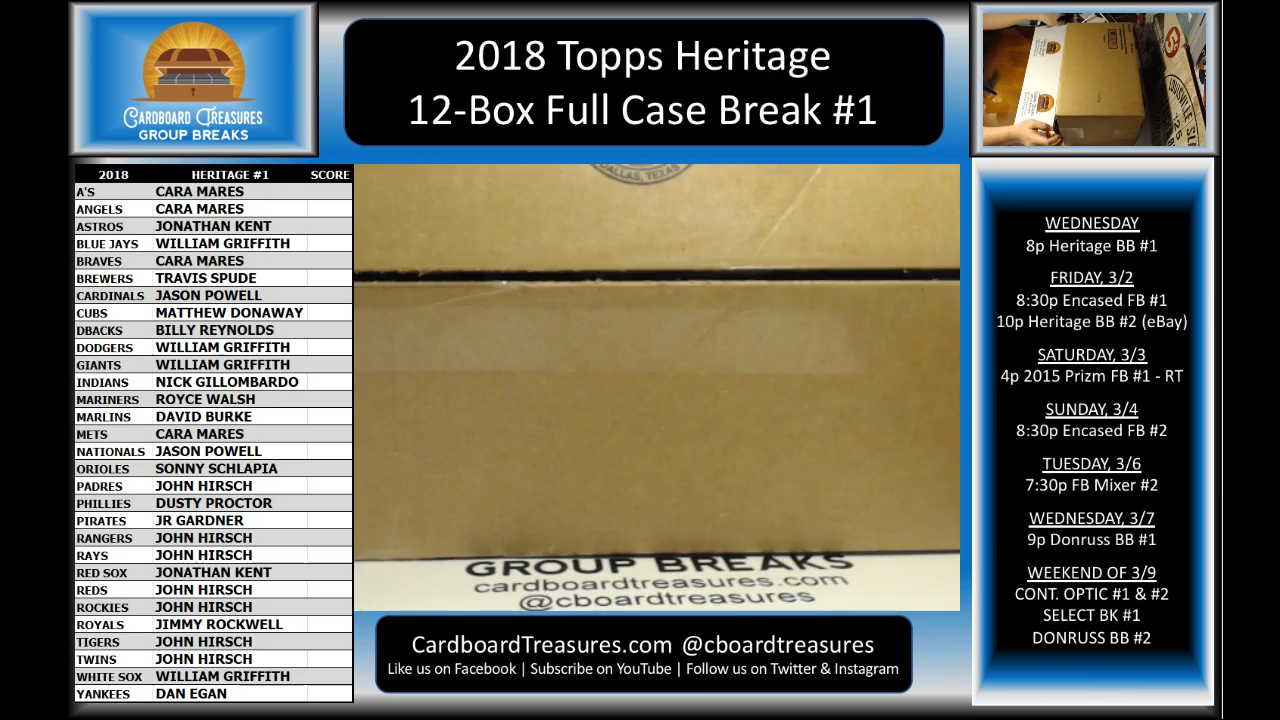 CARDBOARD TREASURES
GROUP BREAKS
2018 Topps Heritage
12-Box Full Case Break #1
2018 HERITAGE #1 SCORE
A'S CARA MARES
ANGELS CARA MARES
ASTROS JONATHAN KENT
BLUE JAYS WILLIAM GRIFFITH
BRAVES CARA MARES
BREWERS TRAVIS SPUDE
CARDINALS JASON POWELL
CUBS MATTHEW DONAWAY
DBACKS BILLY REYNOLDS
DODGERS WILLIAM GRIFFITH
GIANTS WILLIAM GRIFFITH
INDIANS NICK GILLOMBARDO
MARINERS ROYCE WALSH
MARLINS DAVID BURKE
METS CARA MARES
NATIONALS JASON POWELL
ORIOLES SONNY SCHLAPIA
PADRES JOHN HIRSCH
PHILLIES DUSTY PROCTOR
PIRATES JR GARDNER
RANGERS JOHN HIRSCH
RAYS JOHN HIRSCH
RED SOX JONATHAN KENT
REDS JOHN HIRSCH
ROCKIES JOHN HIRSCH
ROYALS JIMMY ROCKWELL
TIGERS JOHN HIRSCH
TWINS JOHN HIRSCH
WHITE SOX WILLIAM GRIFFITH
YANKEES DAN EGAN
DALLAS, TEXAS
GROUP BREAKS
cardboardtreasures.com
@cboardtreasures
CardboardTreasures.com @cboardtreasures
Like us on Facebook | Subscribe on YouTube | Follow us on Twitter & Instagram
WEDNESDAY
8p Heritage BB #1
FRIDAY, 3/2
8:30p Encased FB #1
10p Heritage BB #2 (eBay)
SATURDAY, 3/3
4p 2015 Prizm FB #1 - RT
SUNDAY, 3/4
8:30p Encased FB #2
TUESDAY, 3/6
7:30p FB Mixer #2
WEDNESDAY, 3/7
9p Donruss BB #1
WEEKEND OF 3/9
CONT. OPTIC #1 & #2
SELECT BK #1
DONRUSS BB #2